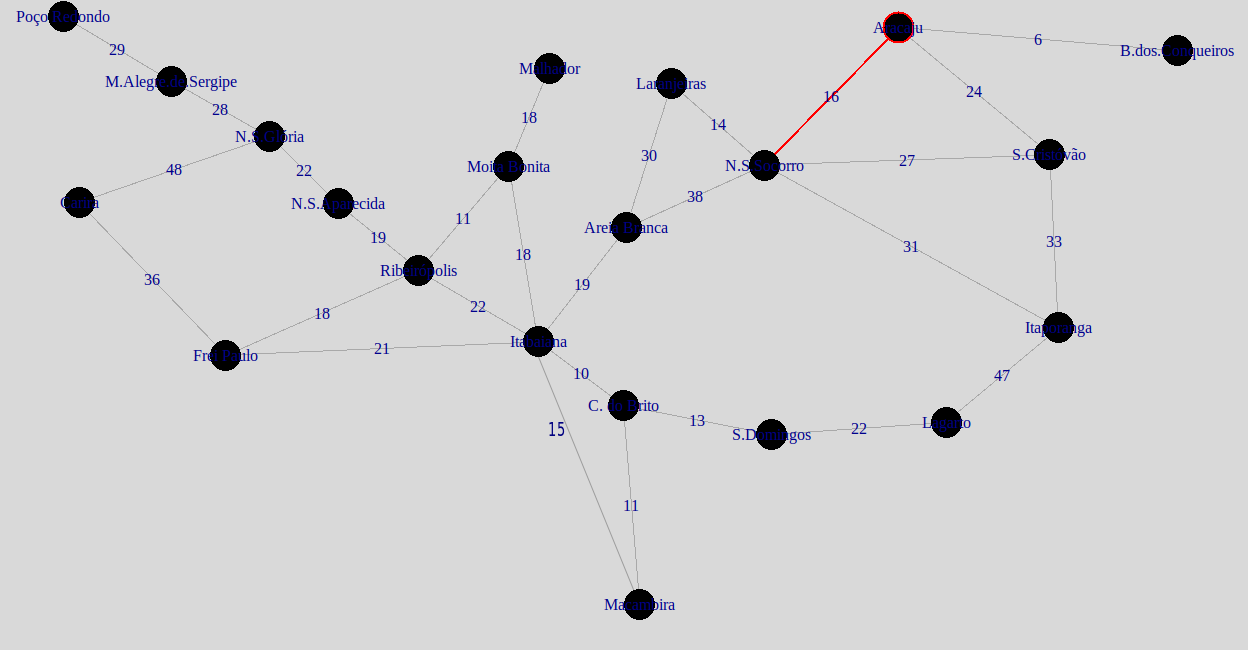 Poço Redondo
Aracaju
6
B.dos.Coqueiros
29
Malhador
Laranjeiras
M.Alegre.de.Sergipe
24
16
28
18
14
N.S.Glória
30
N.S.Socorro
27
S.Cristóvão
48
22
Moita Bonita
38
Carira
N.S.Aparecida
11
Areia Branca
19
18
31
33
Ribeirópolis
36
19
22
18
Itaporanga
Frei Paulo
21
Itabaiana
10
47
C. do Brito
15
13
S.Domingos
22
Lagarto
11
Macambira